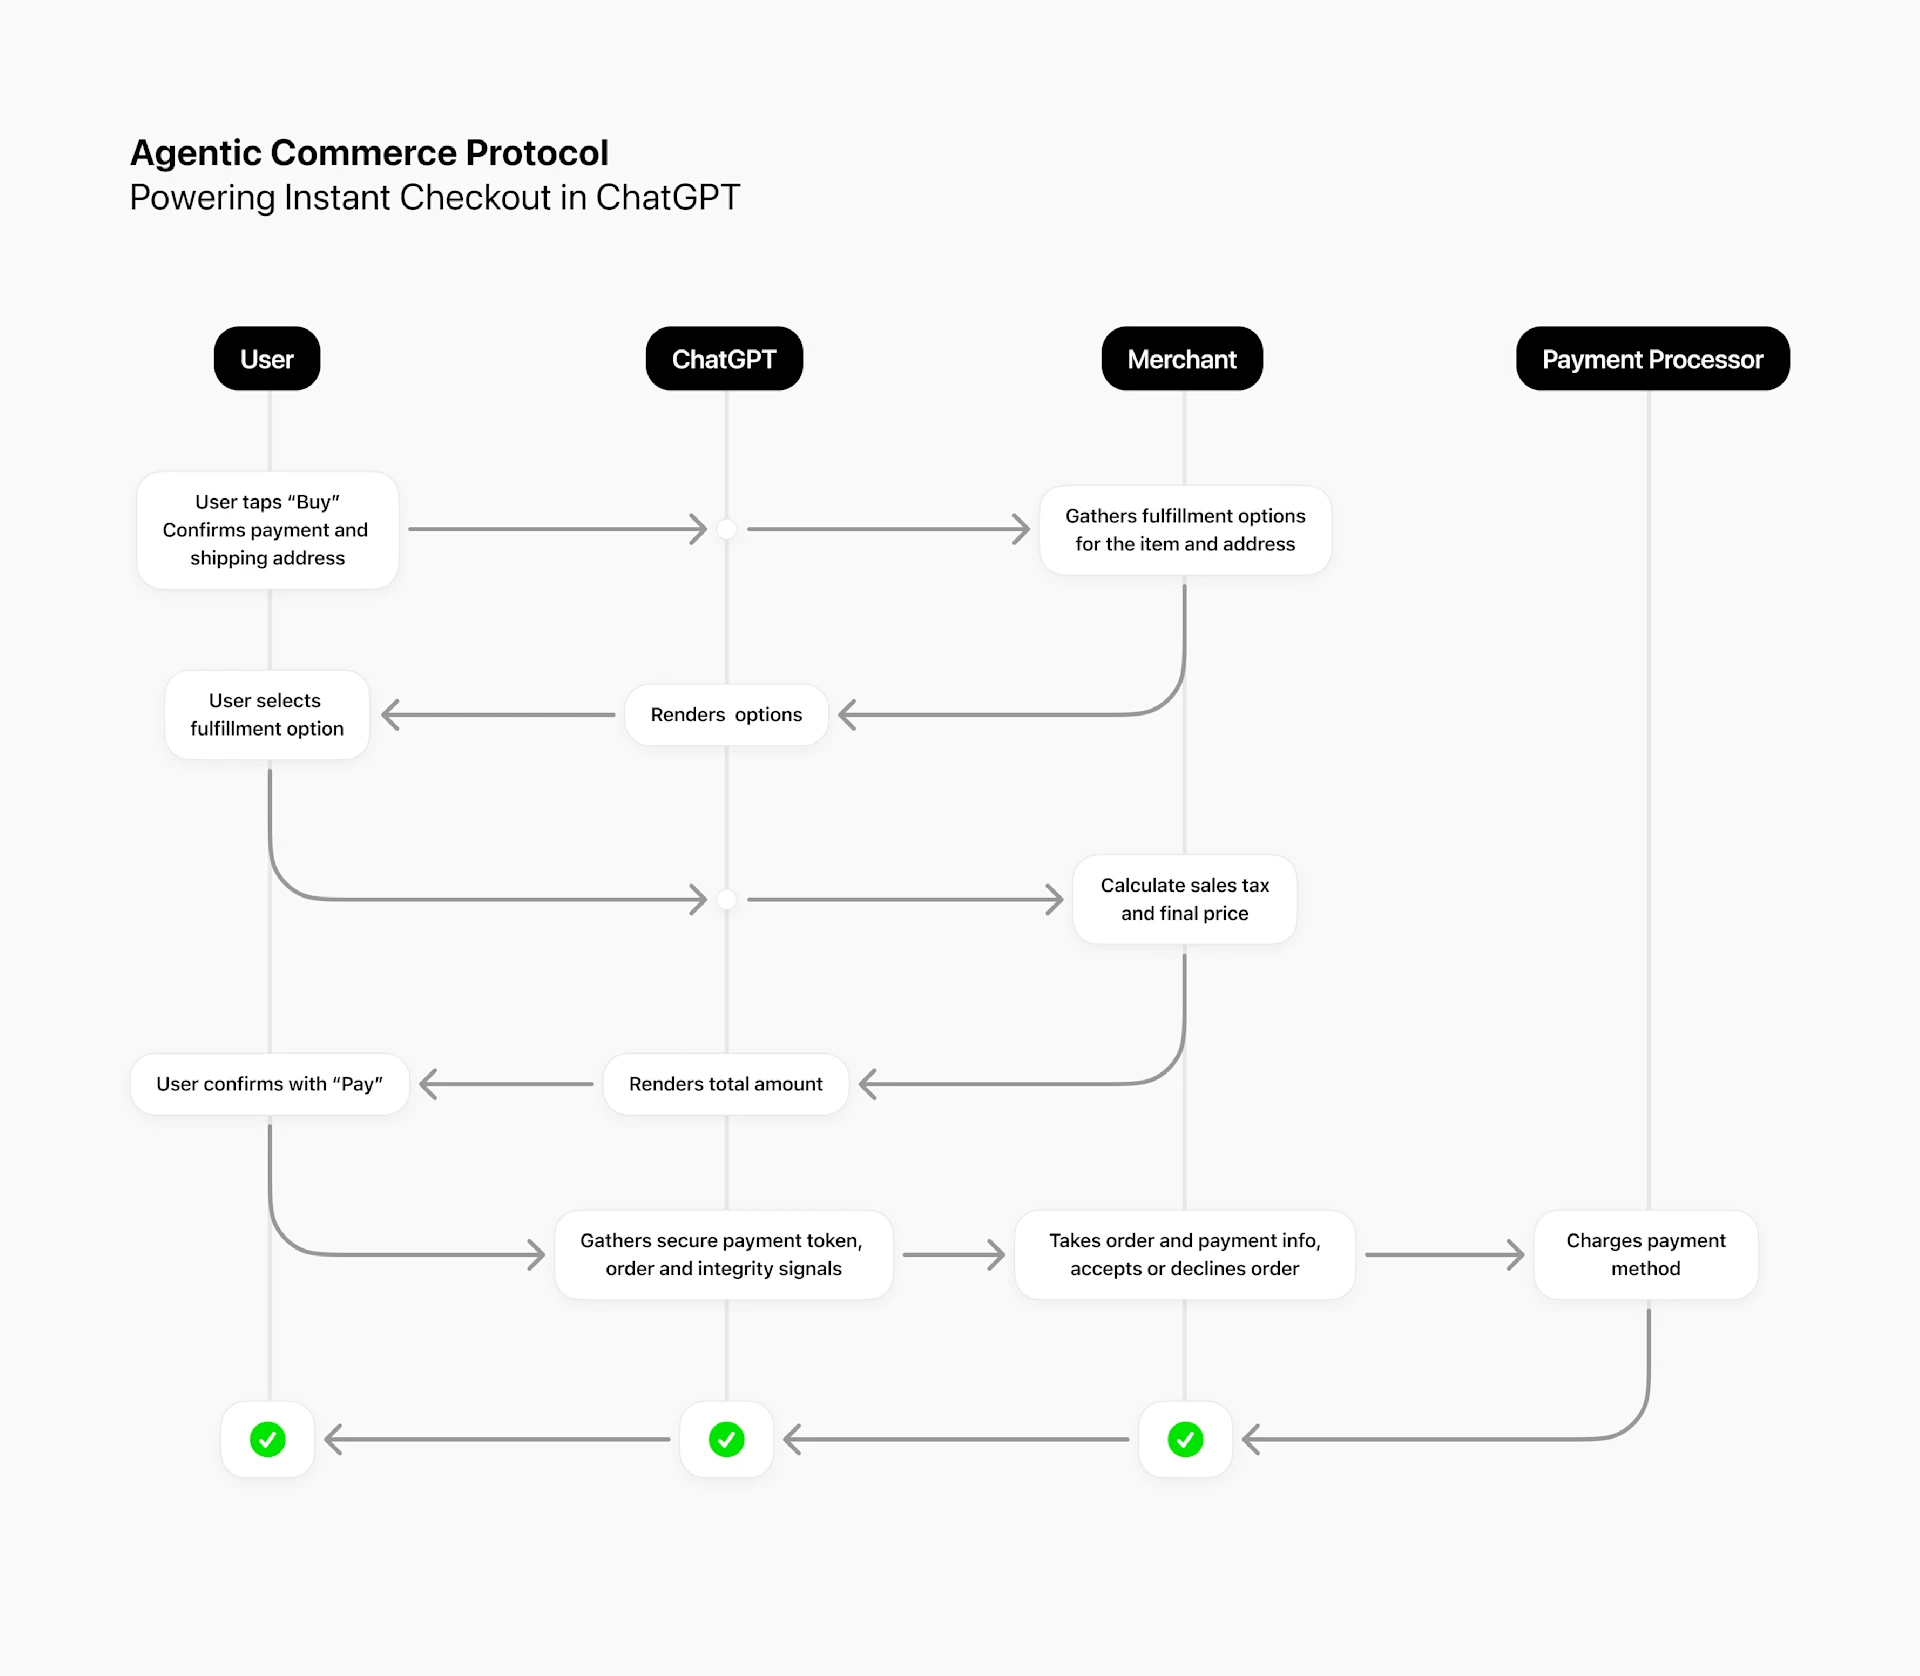 Agentic Commerce Protocol
Powering Instant Checkout in ChatGPT
User
ChatGPT
Merchant
Payment Processor
User taps “Buy”
Confirms payment and
shipping address
Gathers fulfillment options
for the item and address
User selects
fulfillment option
Renders options
Calculate sales tax
and final price
User confirms with “Pay”
Renders total amount
Gathers secure payment token,
order and integrity signals
Takes order and payment info,
accepts or declines order
Charges payment
method